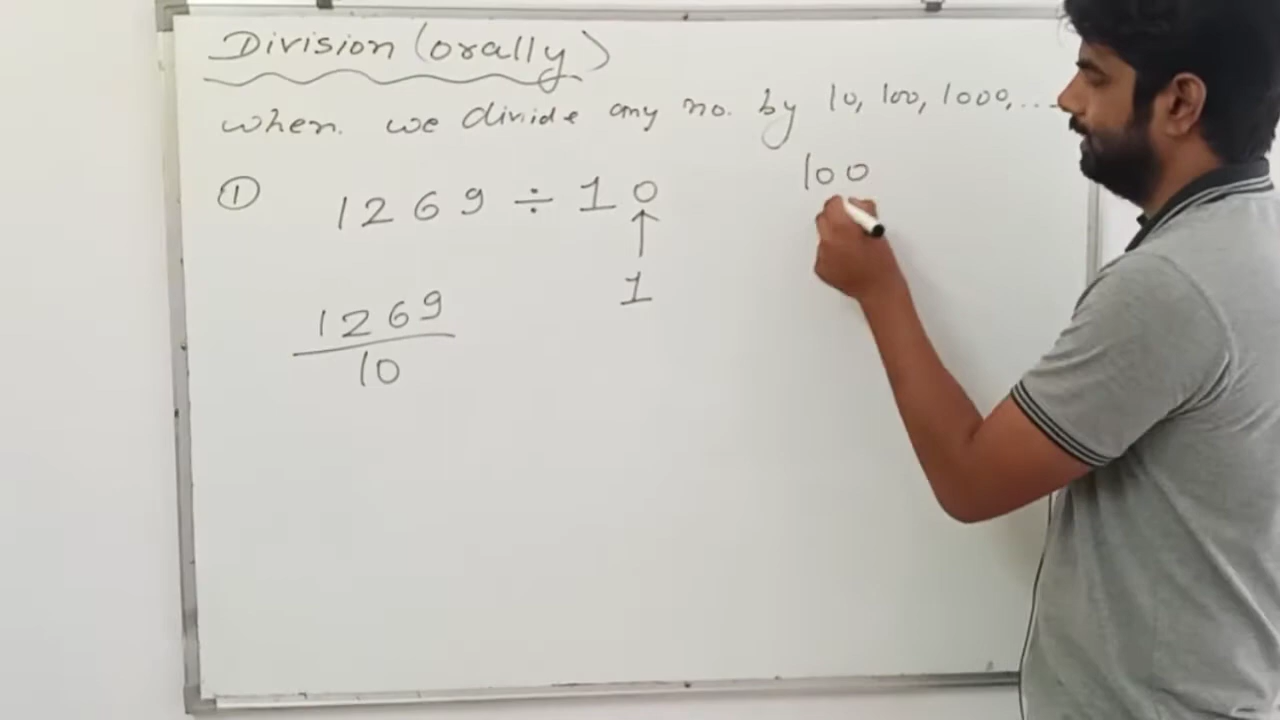 Division (orally)
when. we divide any no. by 10, 100, 1000, ...
① 1269 ÷ 10
100
↑
1
1269
10